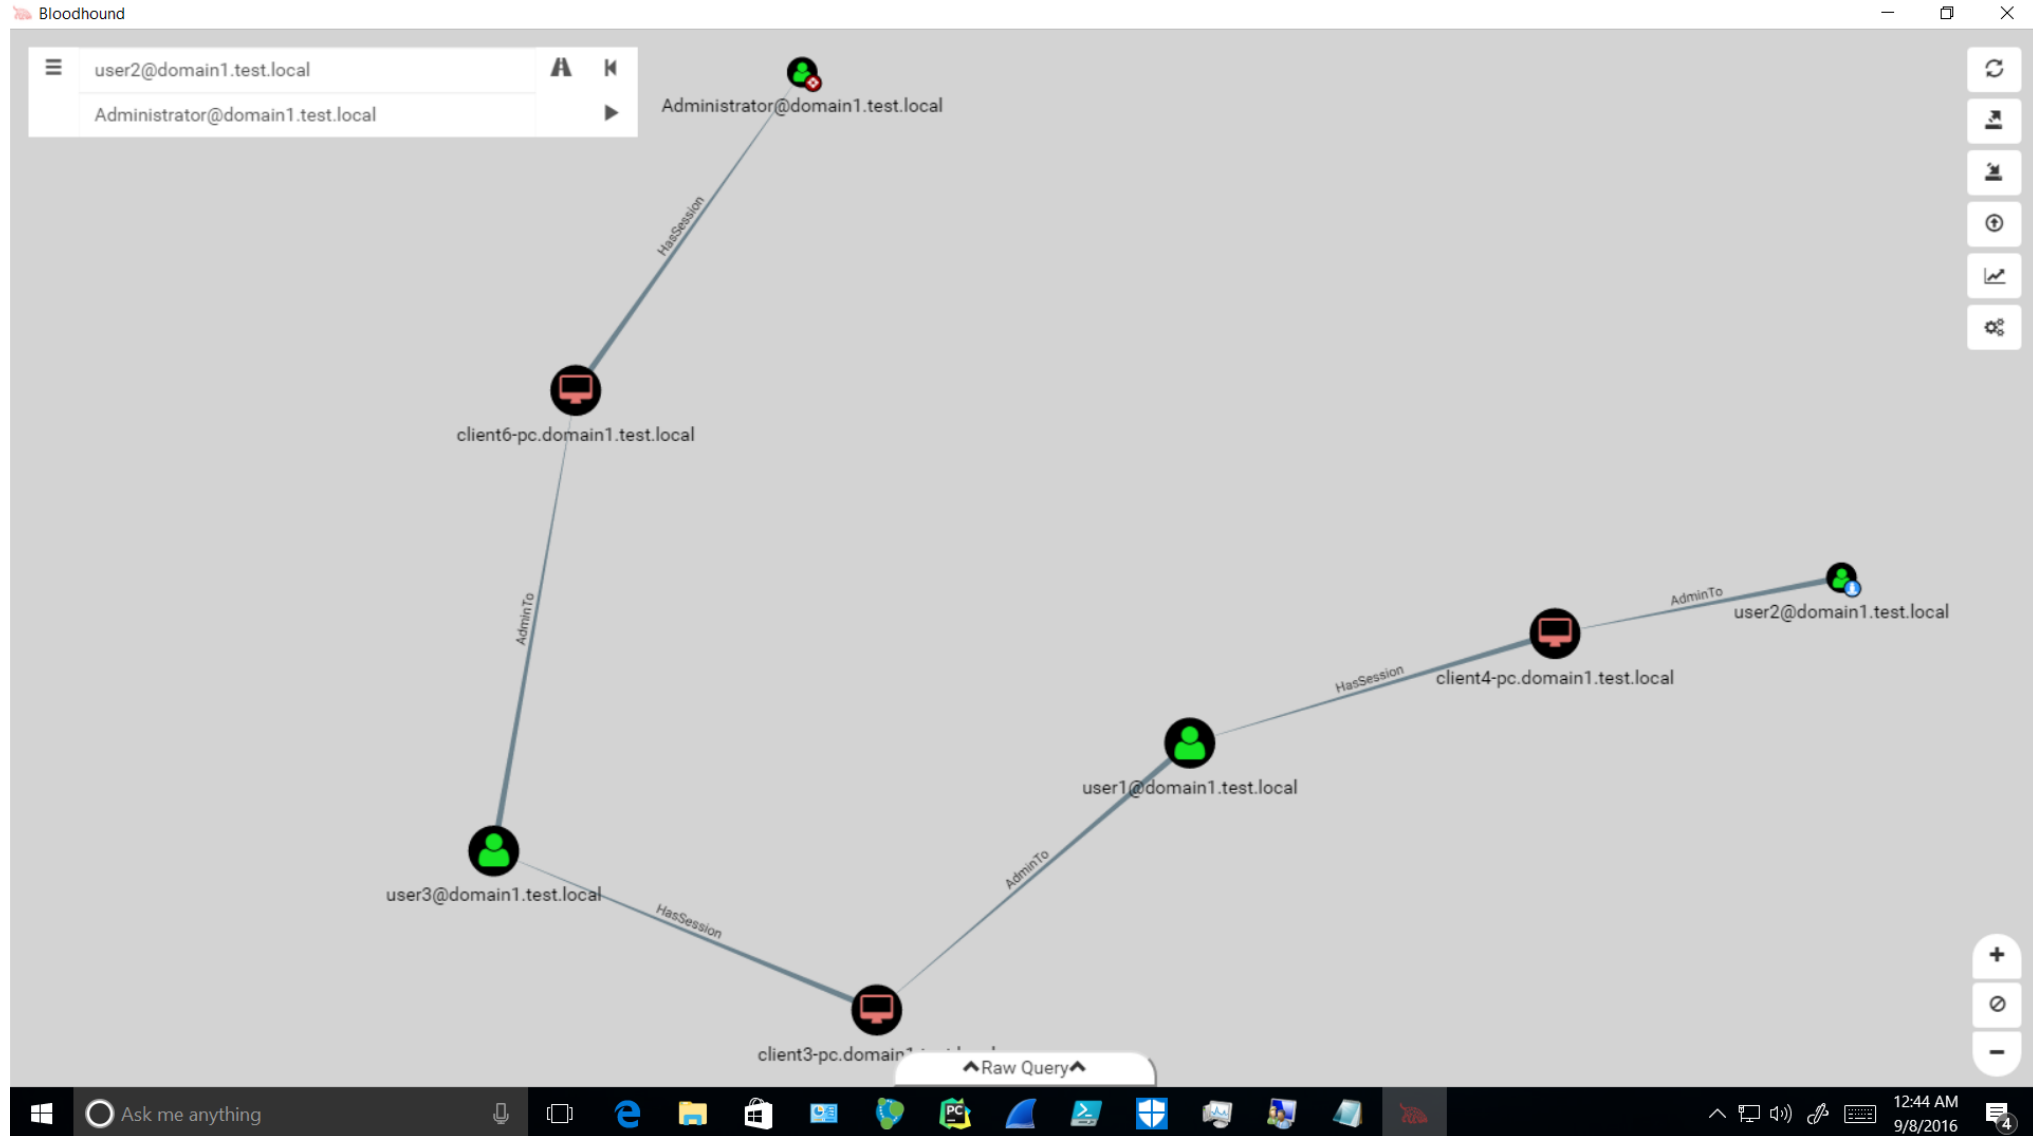 Bloodhound
user2@domain1.test.local
Administrator@domain1.test.local
Administrator@domain1.test.local
HasSession
client6-pc.domain1.test.local
AdminTo
AdminTo
user2@domain1.test.local
HasSession
client4-pc.domain1.test.local
user1@domain1.test.local
AdminTo
user3@domain1.test.local
HasSession
client3-pc.domain1
Raw Query
Ask me anything
PC
12:44 AM
9/8/2016
4